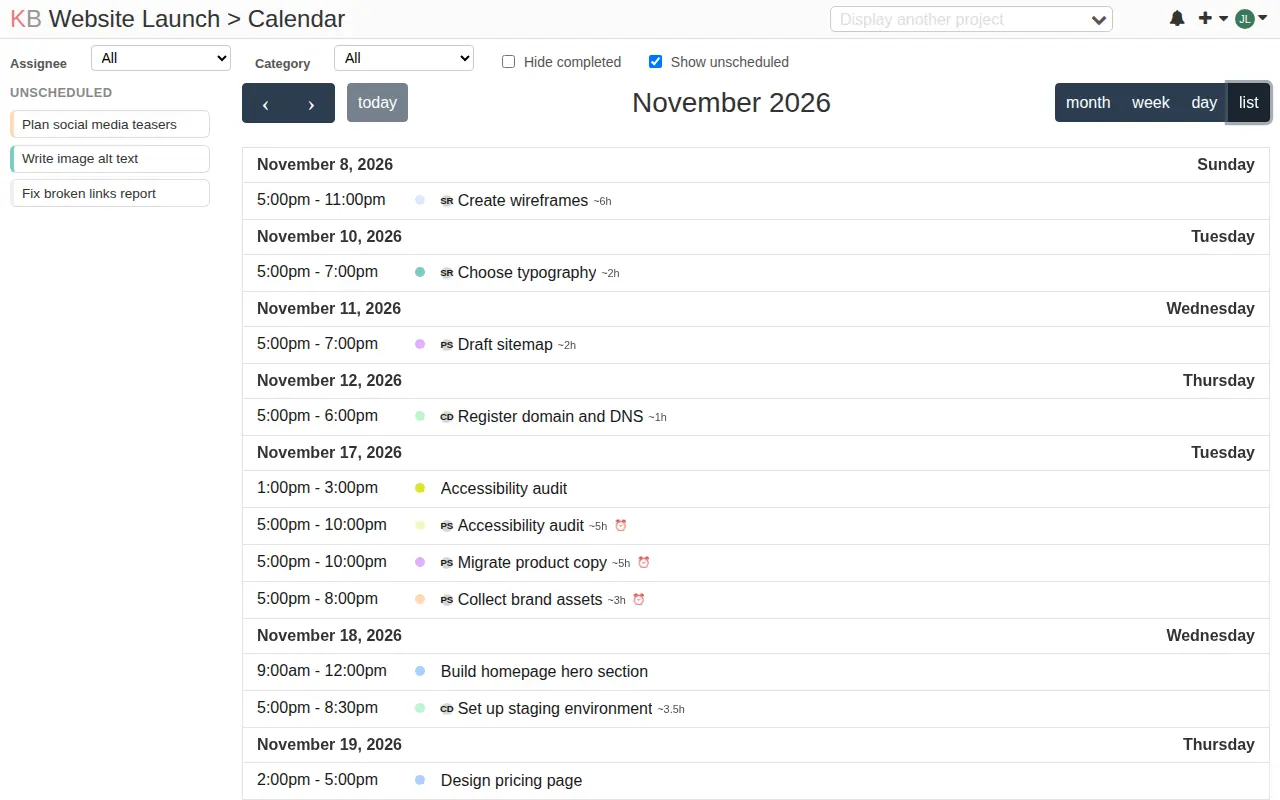 KB Website Launch > Calendar
Display another project
JL
Assignee
All
Category
All
Hide completed
Show unscheduled
UNSCHEDULED
Plan social media teasers
Write image alt text
Fix broken links report
‹ ›
today
November 2026
month week day list
November 8, 2026 Sunday
5:00pm - 11:00pm SR Create wireframes ~6h
November 10, 2026 Tuesday
5:00pm - 7:00pm SR Choose typography ~2h
November 11, 2026 Wednesday
5:00pm - 7:00pm PS Draft sitemap ~2h
November 12, 2026 Thursday
5:00pm - 6:00pm CD Register domain and DNS ~1h
November 17, 2026 Tuesday
1:00pm - 3:00pm Accessibility audit
5:00pm - 10:00pm PS Accessibility audit ~5h ⏰
5:00pm - 10:00pm PS Migrate product copy ~5h ⏰
5:00pm - 8:00pm PS Collect brand assets ~3h ⏰
November 18, 2026 Wednesday
9:00am - 12:00pm Build homepage hero section
5:00pm - 8:30pm CD Set up staging environment ~3.5h
November 19, 2026 Thursday
2:00pm - 5:00pm Design pricing page